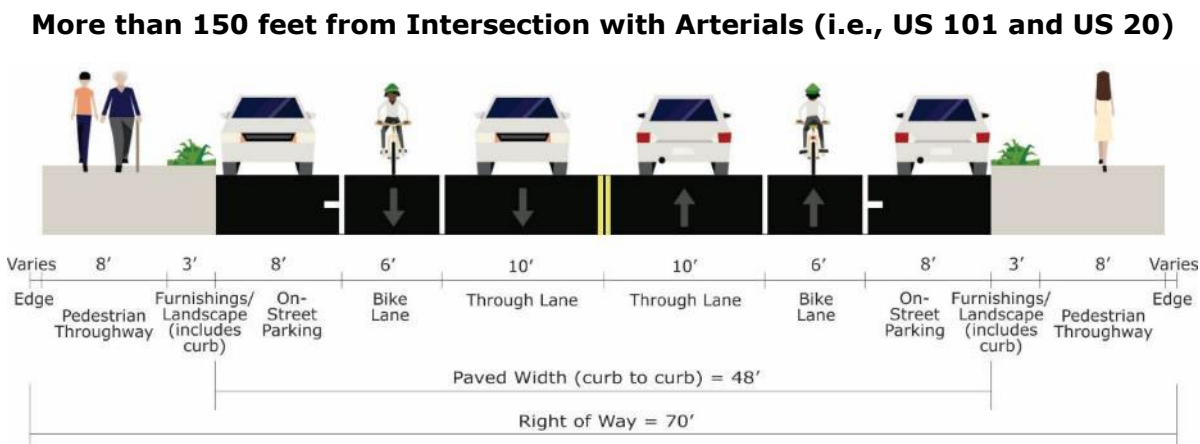 More than 150 feet from Intersection with Arterials (i.e., US 101 and US 20)
Varies 8′ 3′ 8′ 6′ 10′ 10′ 6′ 8′ 3′ 8′ Varies
Edge
Pedestrian
Throughway
Furnishings/
Landscape
(includes
curb)
On-
Street
Parking
Bike
Lane
Through Lane
Through Lane
Bike
Lane
On-
Street
Parking
Furnishings/
Landscape
(includes
curb)
Pedestrian
Throughway
Edge
Paved Width (curb to curb) = 48′
Right of Way = 70′